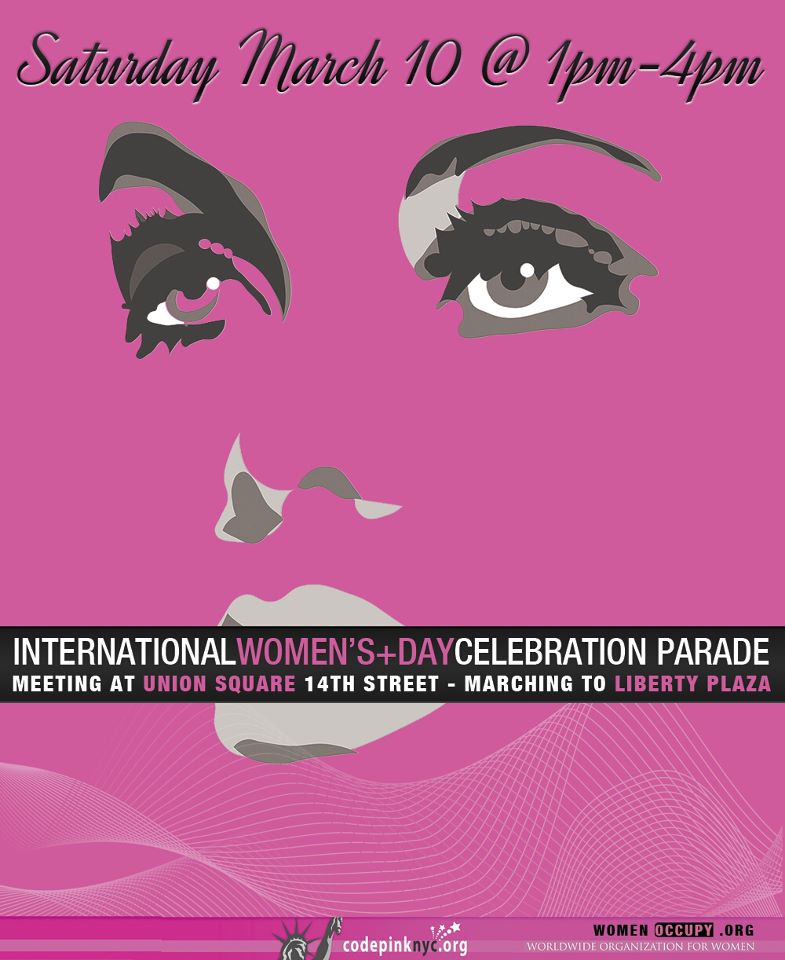 Saturday March 10 @ 1pm-4pm
INTERNATIONALWOMEN'S+DAYCELEBRATION PARADE
MEETING AT UNION SQUARE 14TH STREET - MARCHING TO LIBERTY PLAZA
codepinknyc.org
WOMEN OCCUPY .ORG
WORLDWIDE ORGANIZATION FOR WOMEN